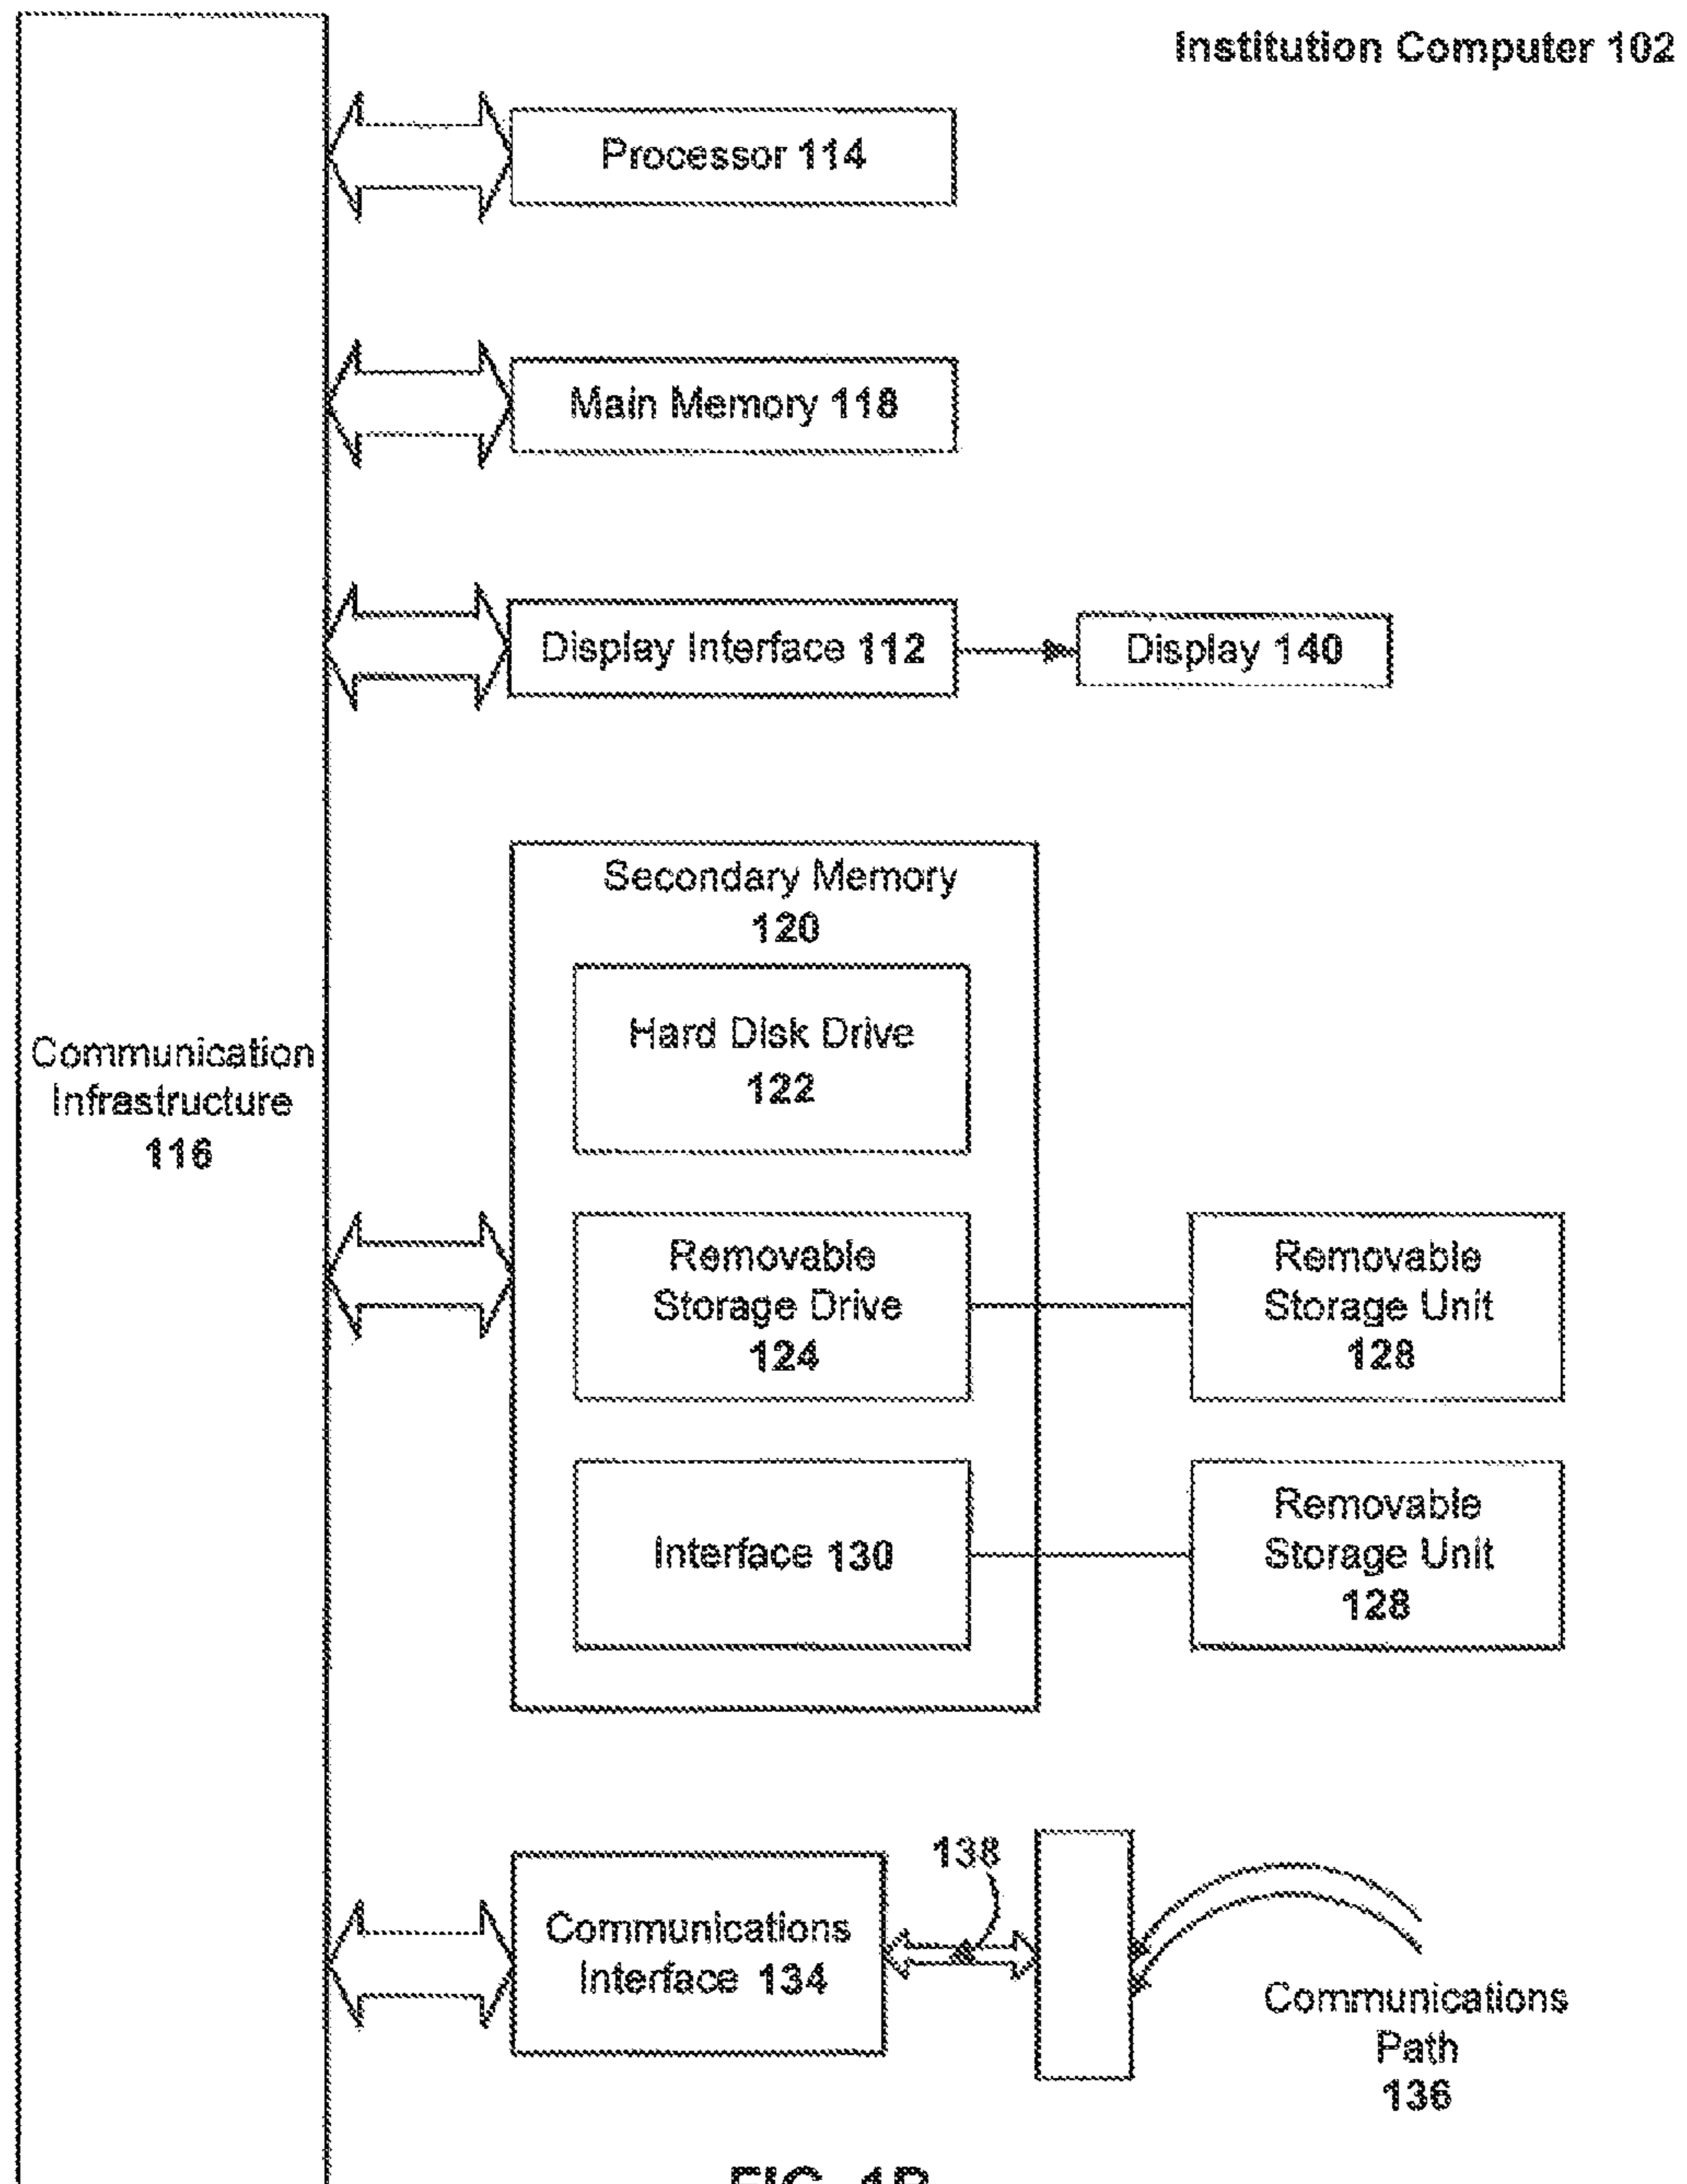 Institution Computer 102
Processor 114
Main Memory 118
Display Interface 112
Display 140
Secondary Memory
120
Hard Disk Drive
122
Communication
Infrastructure
116
Removable
Storage Drive
124
Removable
Storage Unit
128
Interface 130
Removable
Storage Unit
128
138
Communications
Interface 134
Communications
Path
136
FIG. 1B